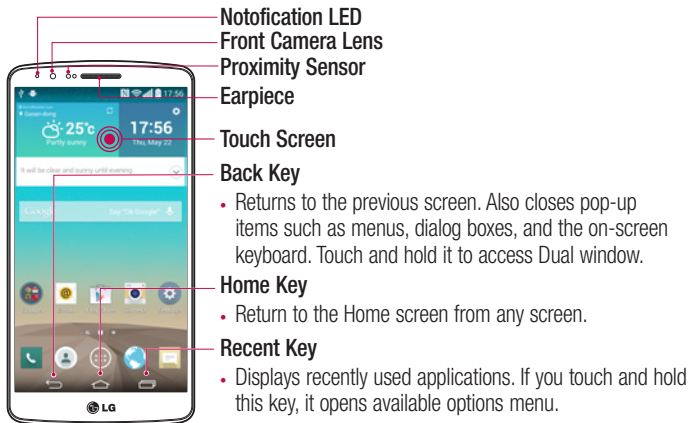 Notofication LED
Front Camera Lens
Proximity Sensor
Earpiece
17:56
25°c
Partly sunny
17:56
Thu, May 22
It will be clear and sunny until evening
Google
Say "Ok Google"
Touch Screen
Back Key
• Returns to the previous screen. Also closes pop-up
items such as menus, dialog boxes, and the on-screen
keyboard. Touch and hold it to access Dual window.
Home Key
• Return to the Home screen from any screen.
Recent Key
• Displays recently used applications. If you touch and hold
this key, it opens available options menu.
LG